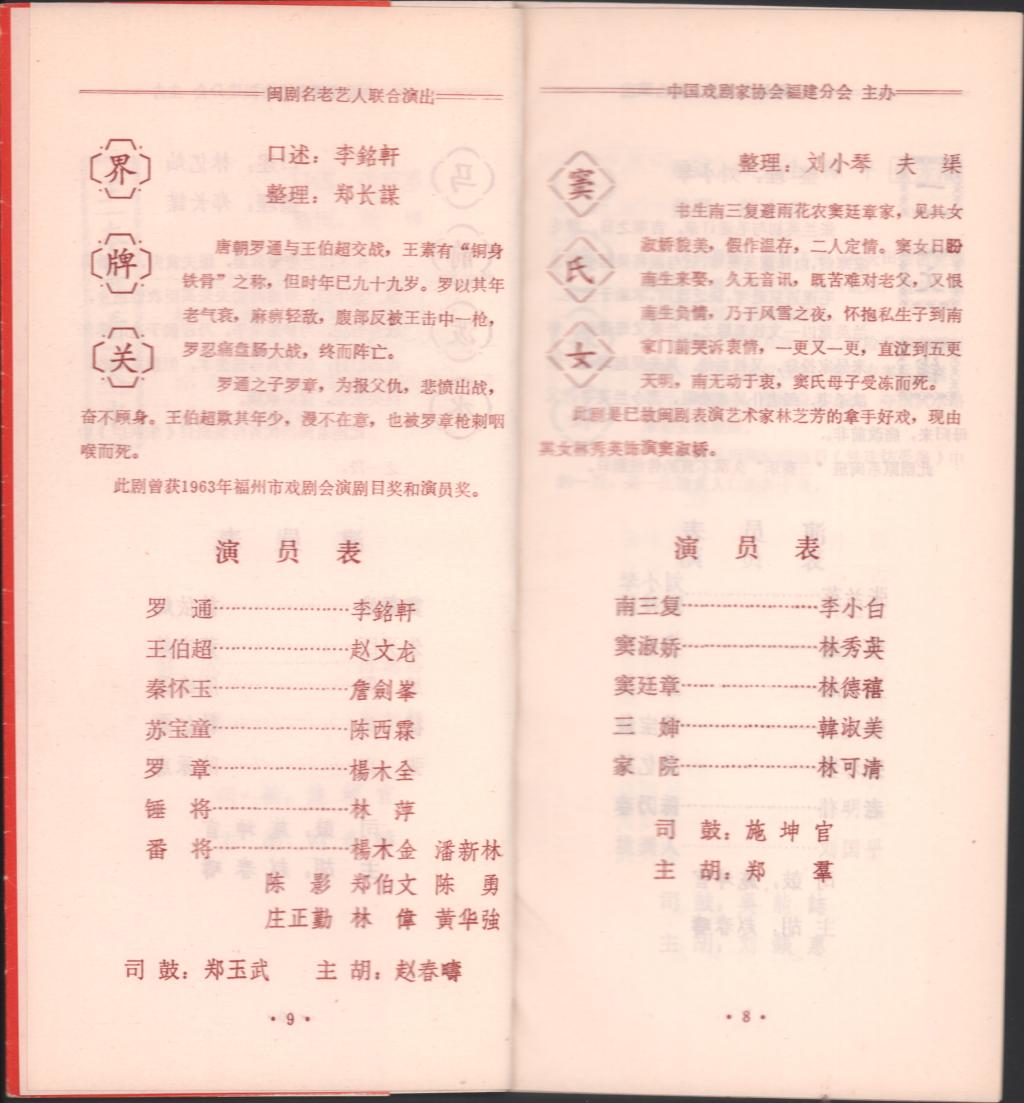 闽剧名老艺人联合演出
界牌关
口述：李銘軒
整理：郑长謀
唐朝罗通与王伯超交战，王素有“铜身
铁骨”之称，但时年已九十九岁。罗以其年
老气衰，麻痹轻敌，腹部反被王击中一枪，
罗忍痛盘肠大战，终而阵亡。
罗通之子罗章，为报父仇，悲愤出战，
奋不顾身。王伯超欺其年少，漫不在意，也被罗章枪刺咽
喉而死。
此剧曾获1963年福州市戏剧会演剧目奖和演员奖。
演员表
罗通……………………李銘軒
王伯超…………………赵文龙
秦怀玉…………………詹劍峯
苏宝童…………………陈西霖
罗章……………………楊木全
锤将……………………林萍
番将……………………楊木金 潘新林
陈影 郑伯文 陈勇
庄正勤 林偉 黄华強
司鼓：郑玉武 主胡：赵春疇
·9·
中国戏剧家协会福建分会 主办
窦氏女
整理，刘小琴 夫渠
书生南三复避雨花农窦廷章家，见其女
淑娇貌美，假作温存，二人定情。窦女日盼
南生来娶，久无音讯，既苦难对老父，又恨
南生负情，乃于风雪之夜，怀抱私生子到南
家门前哭诉衷情，一更又一更，直泣到五更
天明，南无动于衷，窦氏母子受冻而死。
此剧是已故闽剧表演艺术家林芝芳的拿手好戏，现由
其女林秀英饰演窦淑娇。
演员表
南三复…………………李小白
窦淑娇…………………林秀英
窦廷章…………………林德禧
三婶……………………韓淑美
家院……………………林可清
司鼓：施坤官
主胡：郑羣
·8·